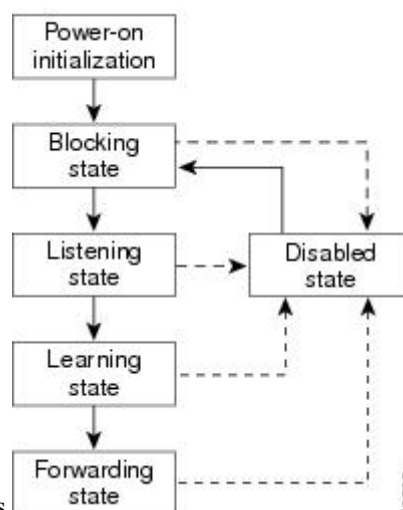 Power-on
initialization
Blocking
state
Listening
state
Disabled
state
Learning
state
Forwarding
state
s